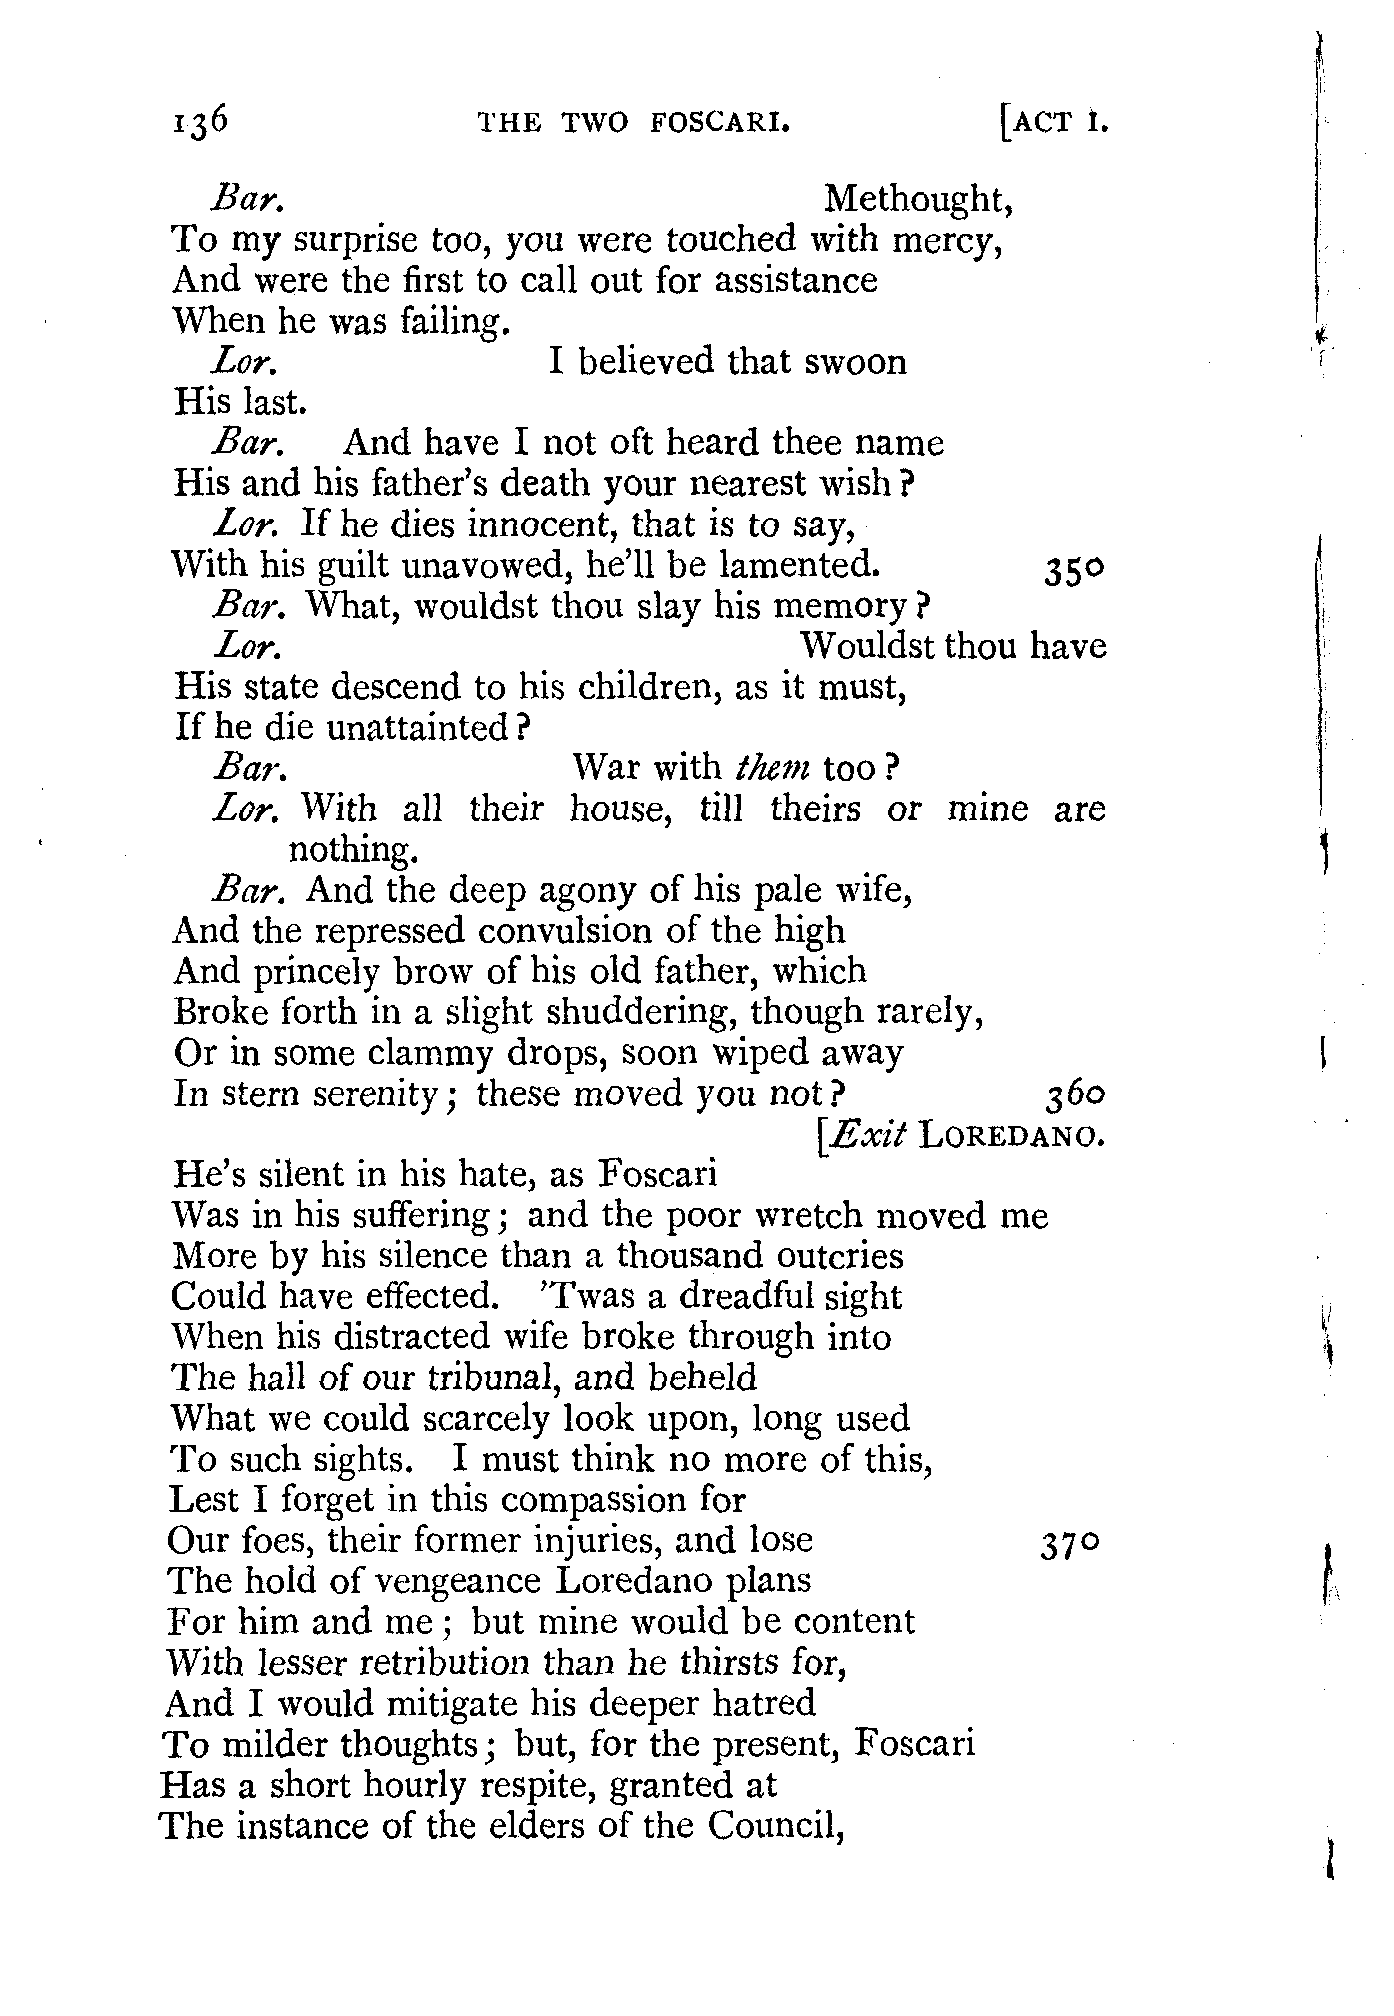 136 THE TWO FOSCARI. [ACT I.
Bar. Methought,
To my surprise too, you were touched with mercy,
And were the first to call out for assistance
When he was failing.
Lor. I believed that swoon
His last.
Bar. And have I not oft heard thee name
His and his father's death your nearest wish?
Lor. If he dies innocent, that is to say,
With his guilt unavowed, he'll be lamented. 350
Bar. What, wouldst thou slay his memory?
Lor. Wouldst thou have
His state descend to his children, as it must,
If he die unattainted?
Bar. War with them too?
Lor. With all their house, till theirs or mine are
nothing.
Bar. And the deep agony of his pale wife,
And the repressed convulsion of the high
And princely brow of his old father, which
Broke forth in a slight shuddering, though rarely,
Or in some clammy drops, soon wiped away
In stern serenity; these moved you not? 360
[Exit LOREDANO.
He's silent in his hate, as Foscari
Was in his suffering; and the poor wretch moved me
More by his silence than a thousand outcries
Could have effected. 'Twas a dreadful sight
When his distracted wife broke through into
The hall of our tribunal, and beheld
What we could scarcely look upon, long used
To such sights. I must think no more of this,
Lest I forget in this compassion for
Our foes, their former injuries, and lose 370
The hold of vengeance Loredano plans
For him and me; but mine would be content
With lesser retribution than he thirsts for,
And I would mitigate his deeper hatred
To milder thoughts; but, for the present, Foscari
Has a short hourly respite, granted at
The instance of the elders of the Council,